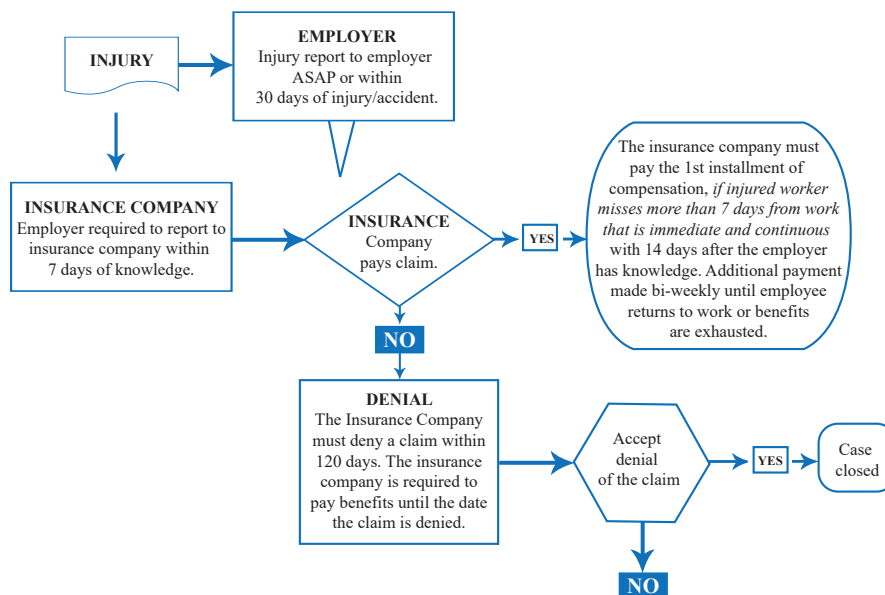 INJURY
EMPLOYER
Injury report to employer
ASAP or within
30 days of injury/accident.
INSURANCE COMPANY
Employer required to report to
insurance company within
7 days of knowledge.
INSURANCE
Company
pays claim.
YES
The insurance company must
pay the 1st installment of
compensation, if injured worker
misses more than 7 days from work
that is immediate and continuous
with 14 days after the employer
has knowledge. Additional payment
made bi-weekly until employee
returns to work or benefits
are exhausted.
NO
DENIAL
The Insurance Company
must deny a claim within
120 days. The insurance
company is required to
pay benefits until the date
the claim is denied.
Accept
denial
of the claim
YES
Case
closed
NO